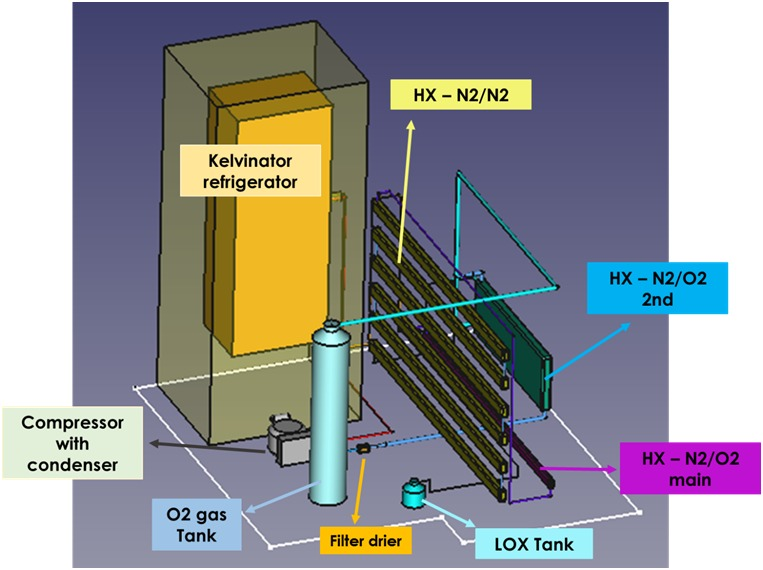 HX – N2/N2
Kelvinator
refrigerator
HX – N2/O2
2nd
Compressor
with
condenser
HX – N2/O2
main
O2 gas
Tank
Filter drier
LOX Tank